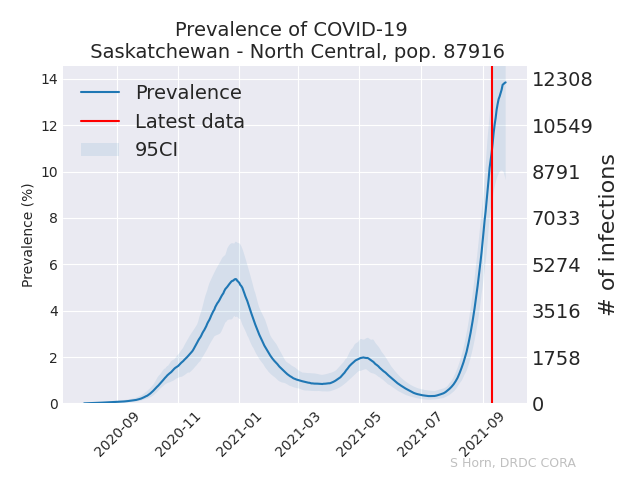 Prevalence of COVID-19
Saskatchewan - North Central, pop. 87916
Prevalence
Latest data
95CI
Prevalence (%)
14
12
10
8
6
4
2
0
12308
10549
8791
7033
5274
3516
1758
0
# of infections
2020-09
2020-11
2021-01
2021-03
2021-05
2021-07
2021-09
S Horn, DRDC CORA